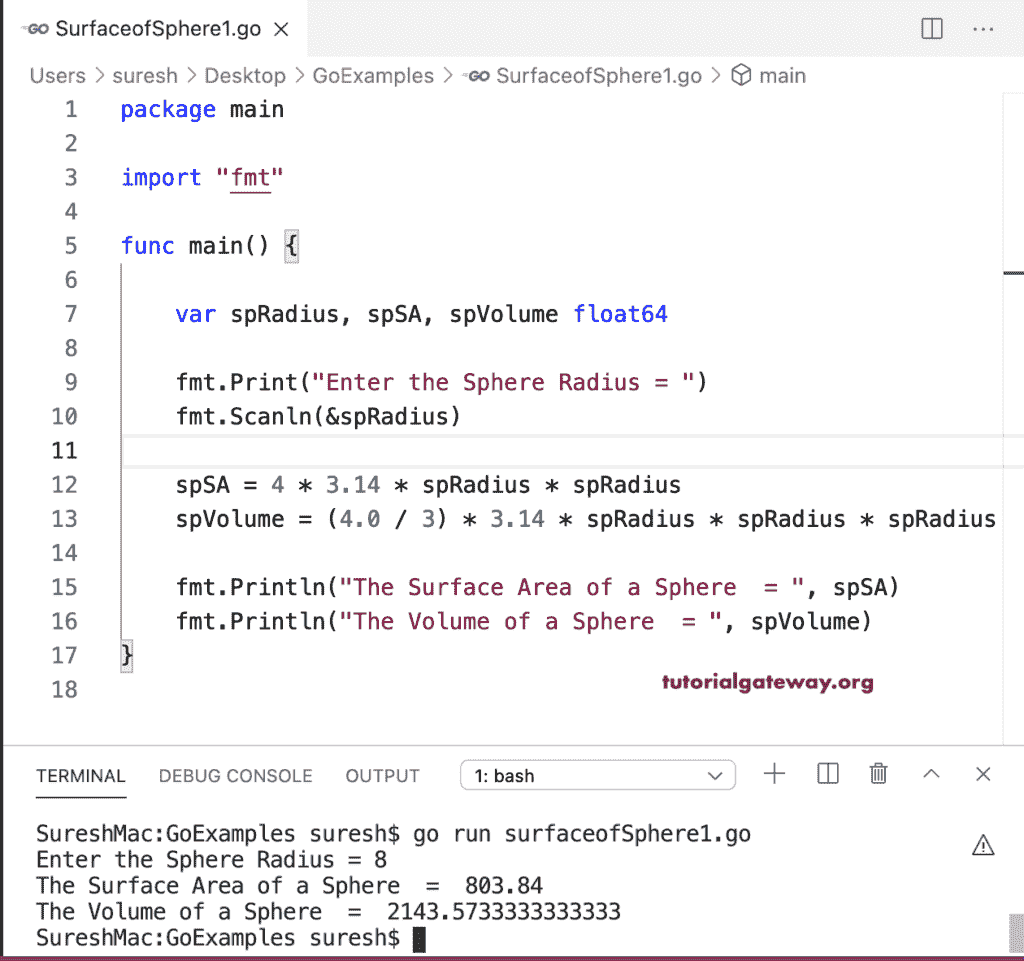 GO SurfaceofSphere1.go
Users > suresh > Desktop > GoExamples > GO SurfaceofSphere1.go > main
1 package main
2
3 import "fmt"
4
5 func main() {
6
7 var spRadius, spSA, spVolume float64
8
9 fmt.Print("Enter the Sphere Radius = ")
10 fmt.Scanln(&spRadius)
11
12 spSA = 4 * 3.14 * spRadius * spRadius
13 spVolume = (4.0 / 3) * 3.14 * spRadius * spRadius * spRadius
14
15 fmt.Println("The Surface Area of a Sphere  = ", spSA)
16 fmt.Println("The Volume of a Sphere  = ", spVolume)
17 }
18
tutorialgateway.org
TERMINAL DEBUG CONSOLE OUTPUT 1: bash
SureshMac:GoExamples suresh$ go run surfaceofSphere1.go
Enter the Sphere Radius = 8
The Surface Area of a Sphere  =  803.84
The Volume of a Sphere  =  2143.5733333333333
SureshMac:GoExamples suresh$